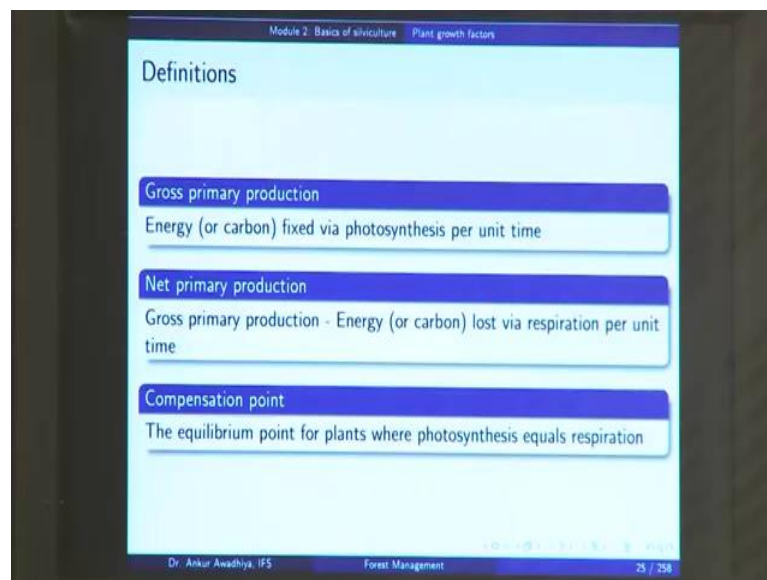 Module 2: Basics of silviculture Plant growth factors
Definitions
Gross primary production
Energy (or carbon) fixed via photosynthesis per unit time
Net primary production
Gross primary production - Energy (or carbon) lost via respiration per unit
time
Compensation point
The equilibrium point for plants where photosynthesis equals respiration
Dr. Ankur Awadhiya, IFS Forest Management 25 / 258